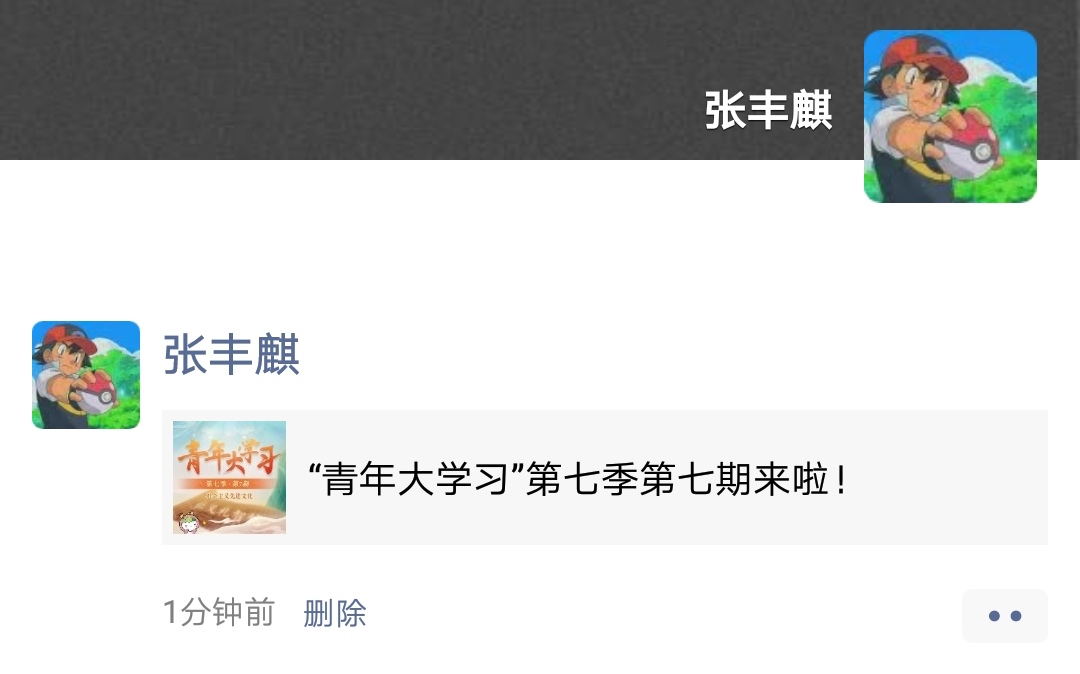 张丰麒
张丰麒
青年大学习
第七季·第7期
“青年大学习”第七季第七期来啦！
1分钟前 删除